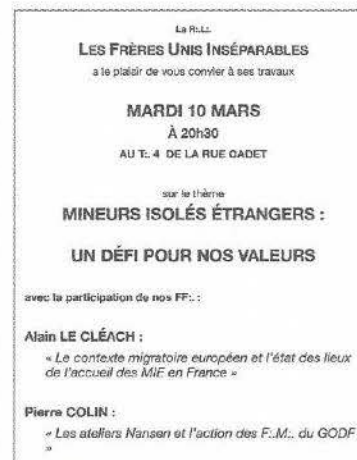 La R∴L∴
LES FRÈRES UNIS INSÉPARABLES
a le plaisir de vous convier à ses travaux
MARDI 10 MARS
À 20h30
AU T∴ 4 DE LA RUE CADET
sur le thème
MINEURS ISOLÉS ÉTRANGERS :
UN DÉFI POUR NOS VALEURS
avec la participation de nos FF∴ :
Alain LE CLÉACH :
« Le contexte migratoire européen et l'état des lieux
de l'accueil des MIE en France »
Pierre COLIN :
« Les ateliers Nansen et l'action des F∴M∴ du GODF
»